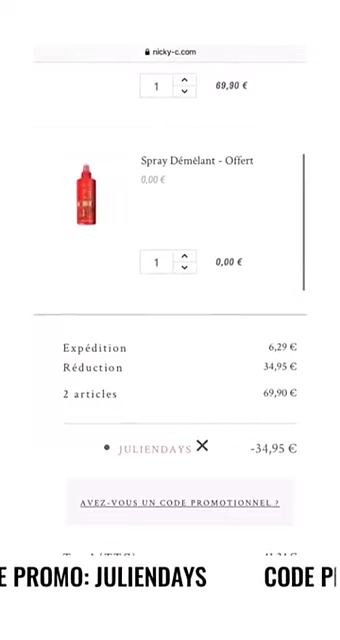 nicky-c.com
1
69,90 €
Spray Démêlant - Offert
0,00 €
1
0,00 €
Expédition 6,29 €
Réduction 34,95 €
2 articles 69,90 €
JULIENDAYS -34,95 €
AVEZ-VOUS UN CODE PROMOTIONNEL ?
E PROMO: JULIENDAYS CODE P